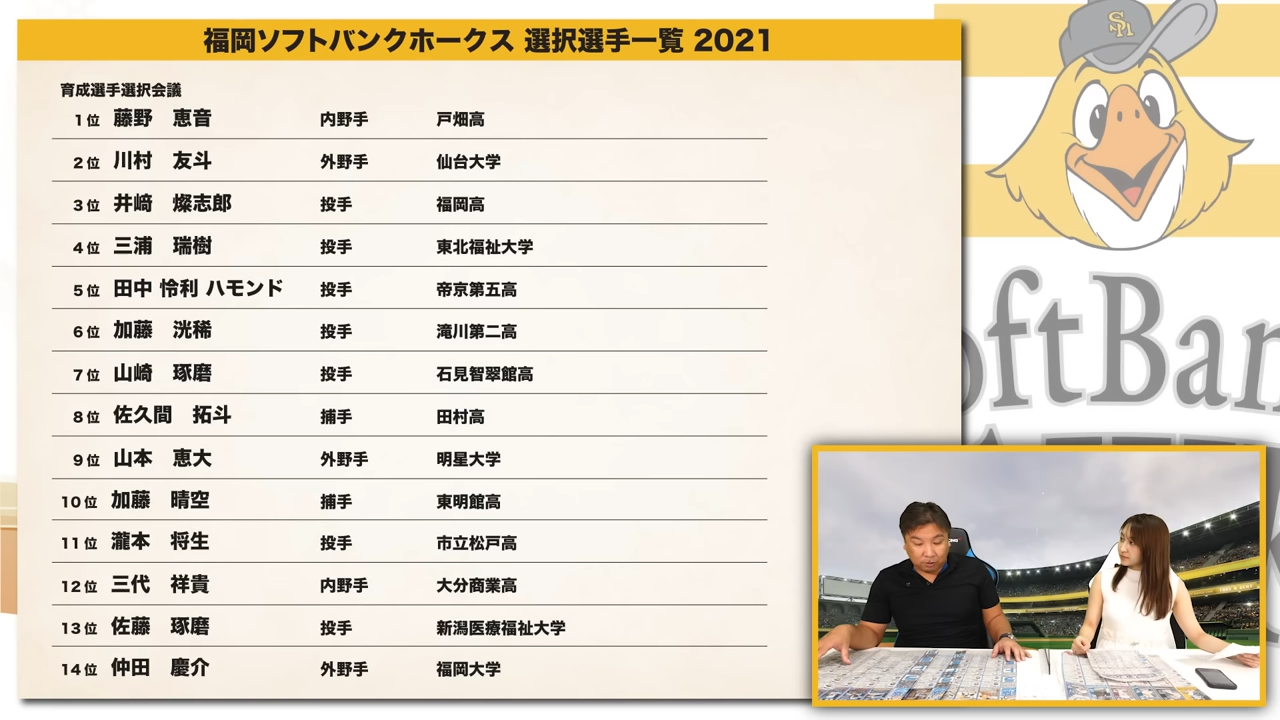 福岡ソフトバンクホークス 選択選手一覧 2021
育成選手選択会議
1位 藤野 恵音 内野手 戸畑高
2位 川村 友斗 外野手 仙台大学
3位 井﨑 燦志郎 投手 福岡高
4位 三浦 瑞樹 投手 東北福祉大学
5位 田中 怜利 ハモンド 投手 帝京第五高
6位 加藤 洸稀 投手 滝川第二高
7位 山崎 琢磨 投手 石見智翠館高
8位 佐久間 拓斗 捕手 田村高
9位 山本 恵大 外野手 明星大学
10位 加藤 晴空 捕手 東明館高
11位 瀧本 将生 投手 市立松戸高
12位 三代 祥貴 内野手 大分商業高
13位 佐藤 琢磨 投手 新潟医療福祉大学
14位 仲田 慶介 外野手 福岡大学
SH
oftBan